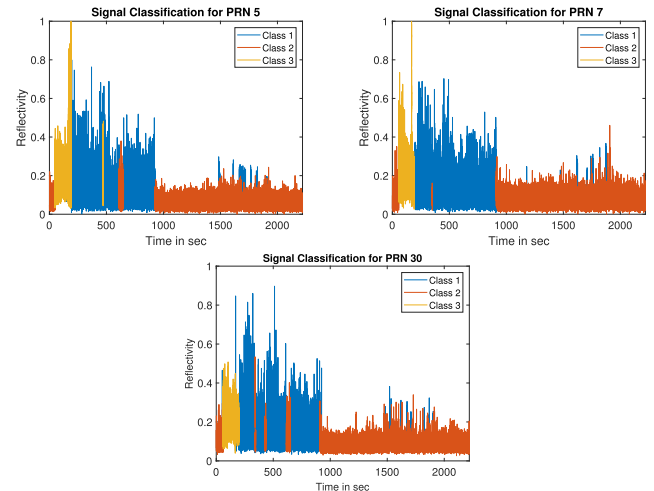 Signal Classification for PRN 5
Class 1
Class 2
Class 3
Reflectivity
1
0.8
0.6
0.4
0.2
0
0 500 1000 1500 2000
Time in sec
Signal Classification for PRN 7
Class 1
Class 2
Class 3
Reflectivity
1
0.8
0.6
0.4
0.2
0
0 500 1000 1500 2000
Time in sec
Signal Classification for PRN 30
Class 1
Class 2
Class 3
Reflectivity
1
0.8
0.6
0.4
0.2
0
0 500 1000 1500 2000
Time in sec